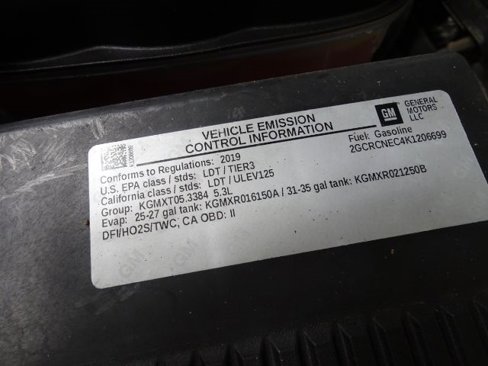 VEHICLE EMISSION
CONTROL INFORMATION
GM
GENERAL
MOTORS
LLC
Fuel: Gasoline
2GCRCNEC4K1206699
Conforms to Regulations: 2019
U.S. EPA class / stds: LDT / TIER3
California class / stds: LDT / ULEV125
Group: KGMXT05.3384 5.3L
Evap: 25-27 gal tank: KGMXR016150A / 31-35 gal tank: KGMXR021250B
DFI/HO2S/TWC, CA OBD: II